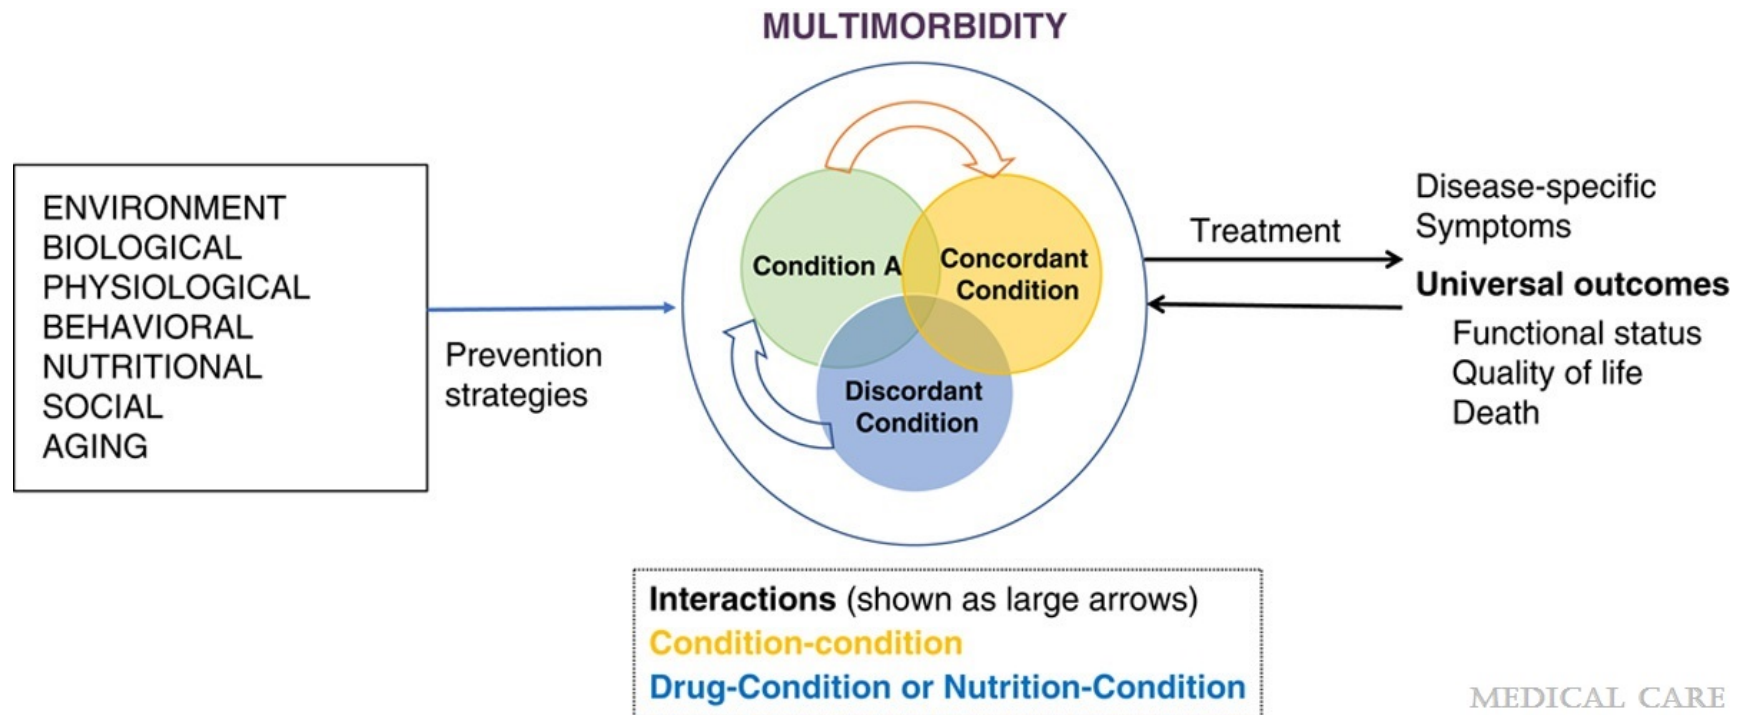 MULTIMORBIDITY
ENVIRONMENT
BIOLOGICAL
PHYSIOLOGICAL
BEHAVIORAL
NUTRITIONAL
SOCIAL
AGING
Prevention
strategies
Condition A
Concordant
Condition
Discordant
Condition
Treatment
Disease-specific
Symptoms
Universal outcomes
Functional status
Quality of life
Death
Interactions (shown as large arrows)
Condition-condition
Drug-Condition or Nutrition-Condition
MEDICAL CARE